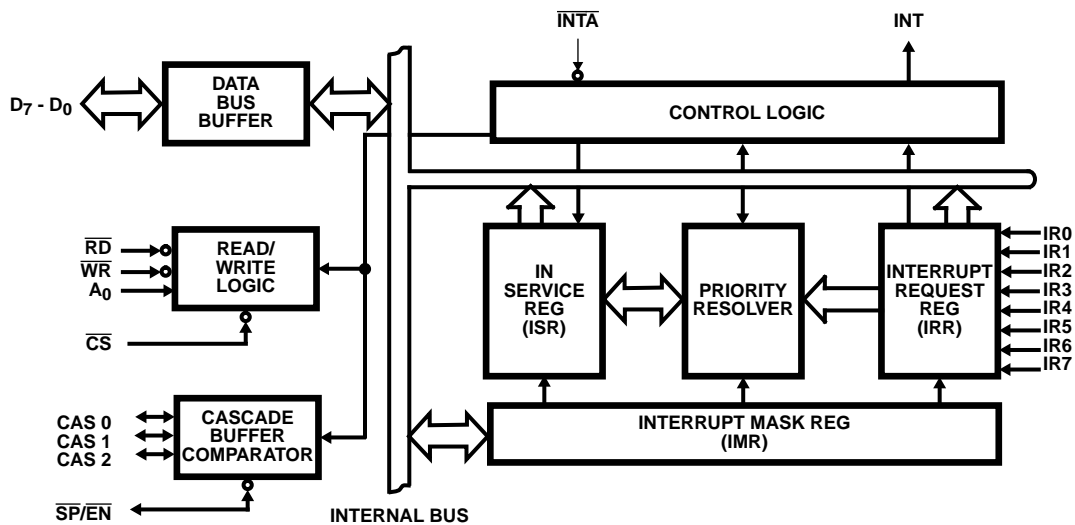 INTA
INT
D7 - D0
DATA
BUS
BUFFER
CONTROL LOGIC
RD
WR
A0
CS
READ/
WRITE
LOGIC
IN
SERVICE
REG
(ISR)
PRIORITY
RESOLVER
INTERRUPT
REQUEST
REG
(IRR)
IR0
IR1
IR2
IR3
IR4
IR5
IR6
IR7
CAS 0
CAS 1
CAS 2
CASCADE
BUFFER
COMPARATOR
INTERRUPT MASK REG
(IMR)
SP/EN
INTERNAL BUS